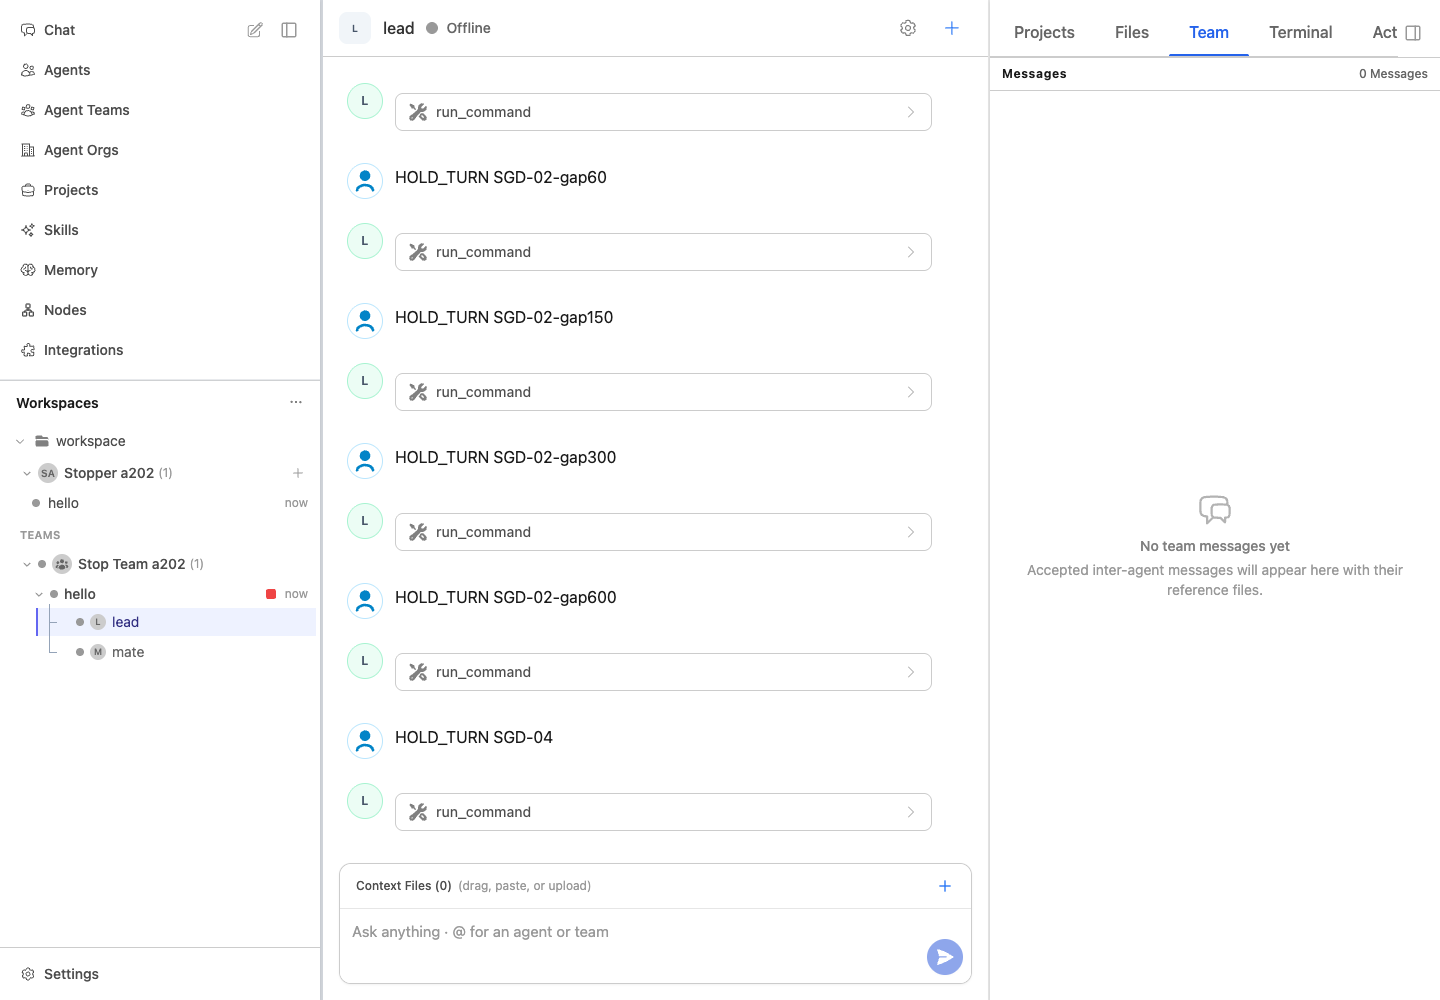 Chat
Agents
Agent Teams
Agent Orgs
Projects
Skills
Memory
Nodes
Integrations
Workspaces
workspace
SA Stopper a202 (1)
hello now
TEAMS
Stop Team a202 (1)
hello now
L lead
M mate
Settings
L lead Offline
L run_command
HOLD_TURN SGD-02-gap60
L run_command
HOLD_TURN SGD-02-gap150
L run_command
HOLD_TURN SGD-02-gap300
L run_command
HOLD_TURN SGD-02-gap600
L run_command
HOLD_TURN SGD-04
L run_command
Context Files (0) (drag, paste, or upload)
Ask anything · @ for an agent or team
Projects Files Team Terminal Act
Messages 0 Messages
No team messages yet
Accepted inter-agent messages will appear here with their
reference files.